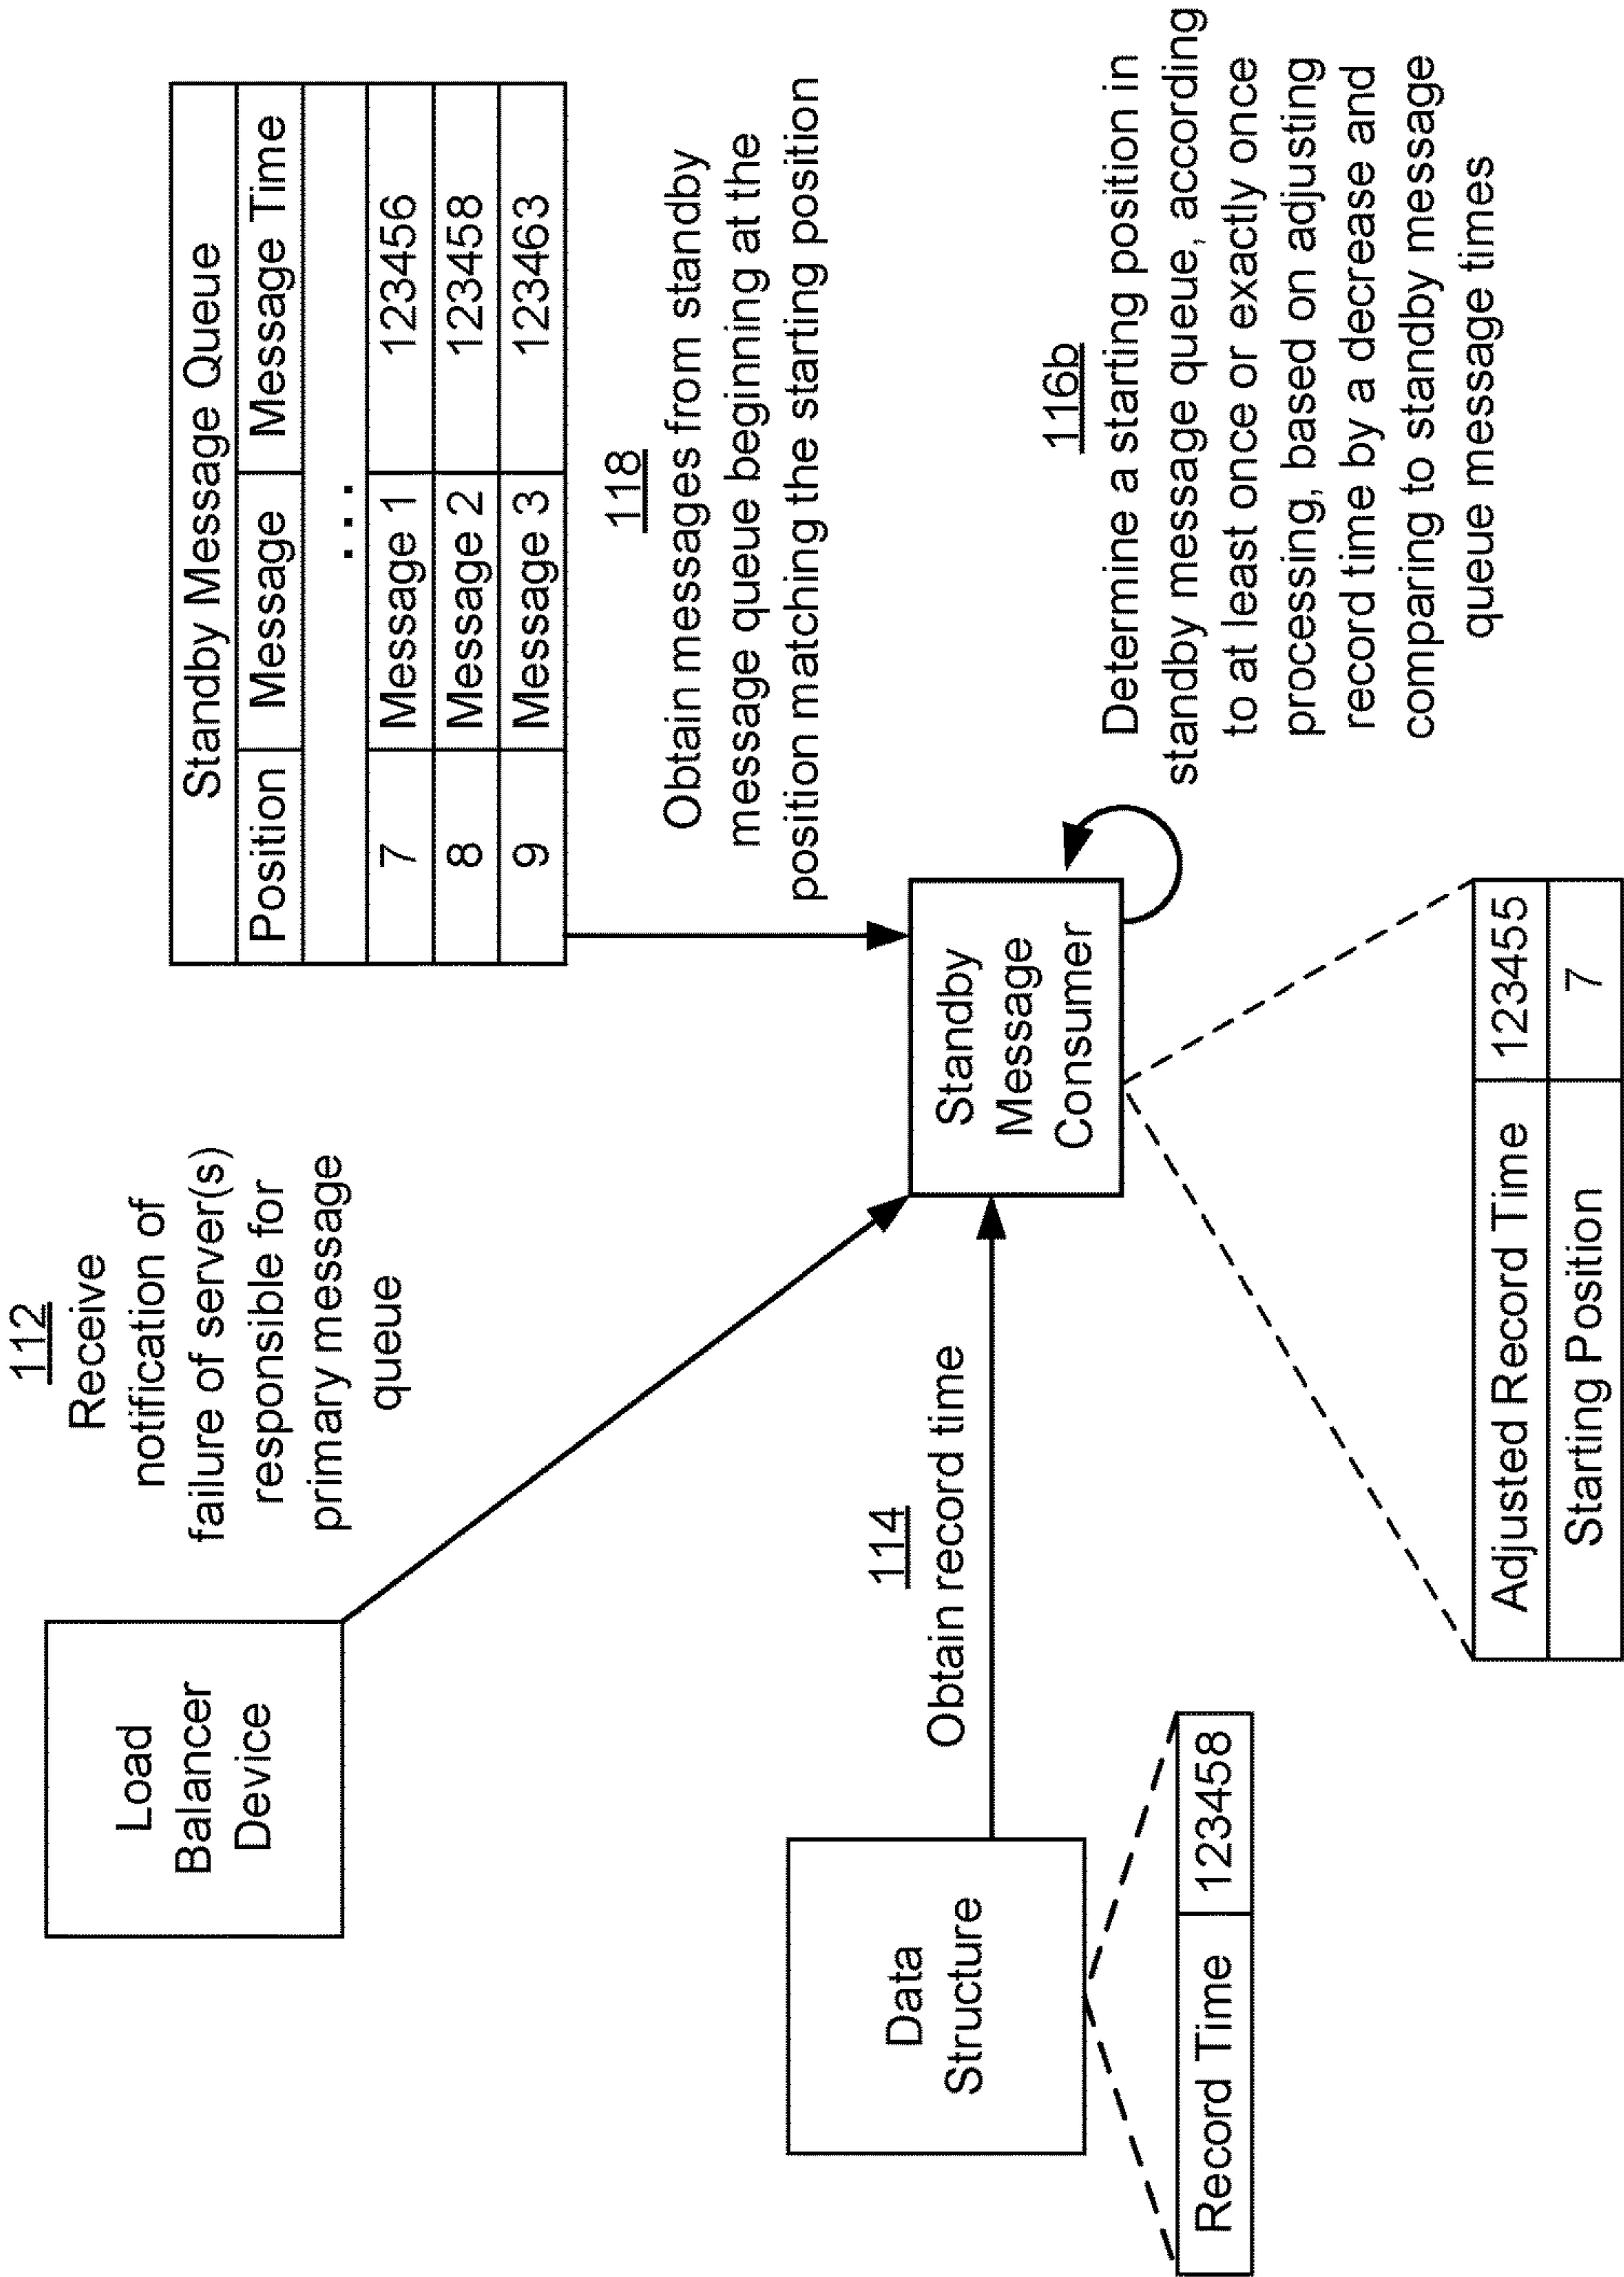 Load
Balancer
Device
112
Receive
notification of
failure of server(s)
responsible for
primary message
queue
Standby Message Queue
Position Message Message Time
...
7 Message 1 123456
8 Message 2 123458
9 Message 3 123463
118
Obtain messages from standby
message queue beginning at the
position matching the starting position
Data
Structure
Record Time 123458
114
Obtain record time
Standby
Message
Consumer
116b
Determine a starting position in
standby message queue, according
to at least once or exactly once
processing, based on adjusting
record time by a decrease and
comparing to standby message
queue message times
Adjusted Record Time 123455
Starting Position 7